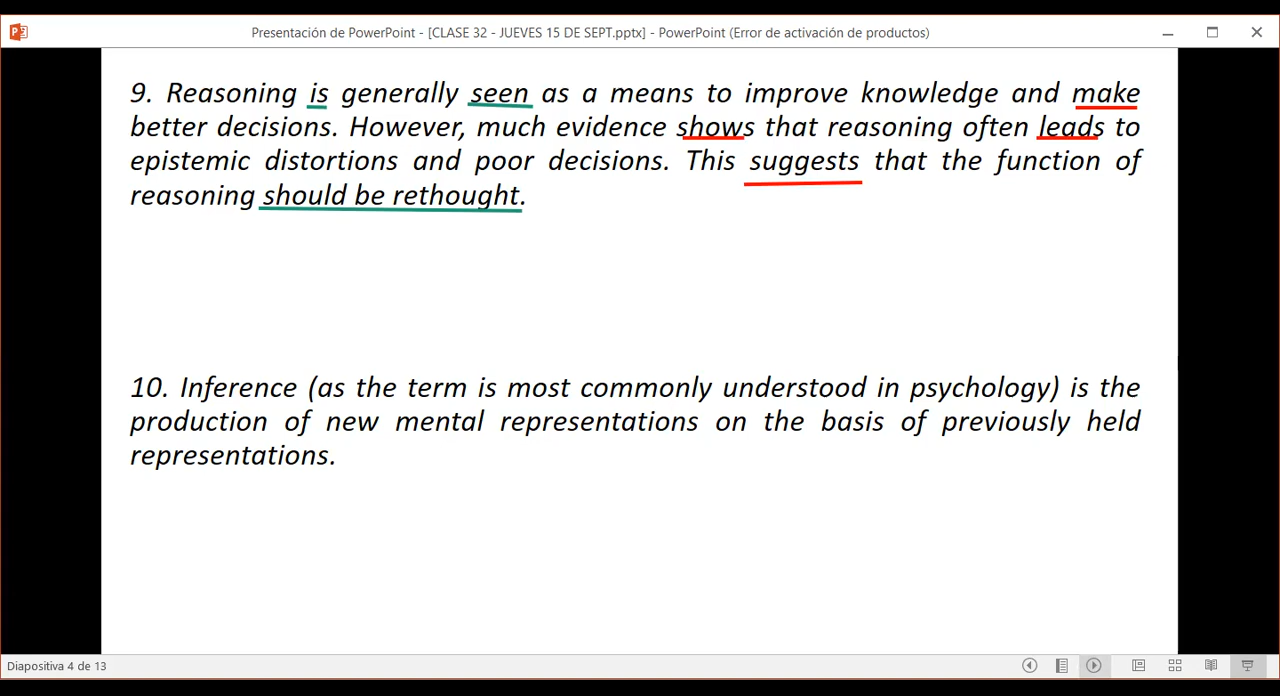 Presentación de PowerPoint - [CLASE 32 - JUEVES 15 DE SEPT.pptx] - PowerPoint (Error de activación de productos)
9. Reasoning is generally seen as a means to improve knowledge and make
better decisions. However, much evidence shows that reasoning often leads to
epistemic distortions and poor decisions. This suggests that the function of
reasoning should be rethought.
10. Inference (as the term is most commonly understood in psychology) is the
production of new mental representations on the basis of previously held
representations.
Diapositiva 4 de 13